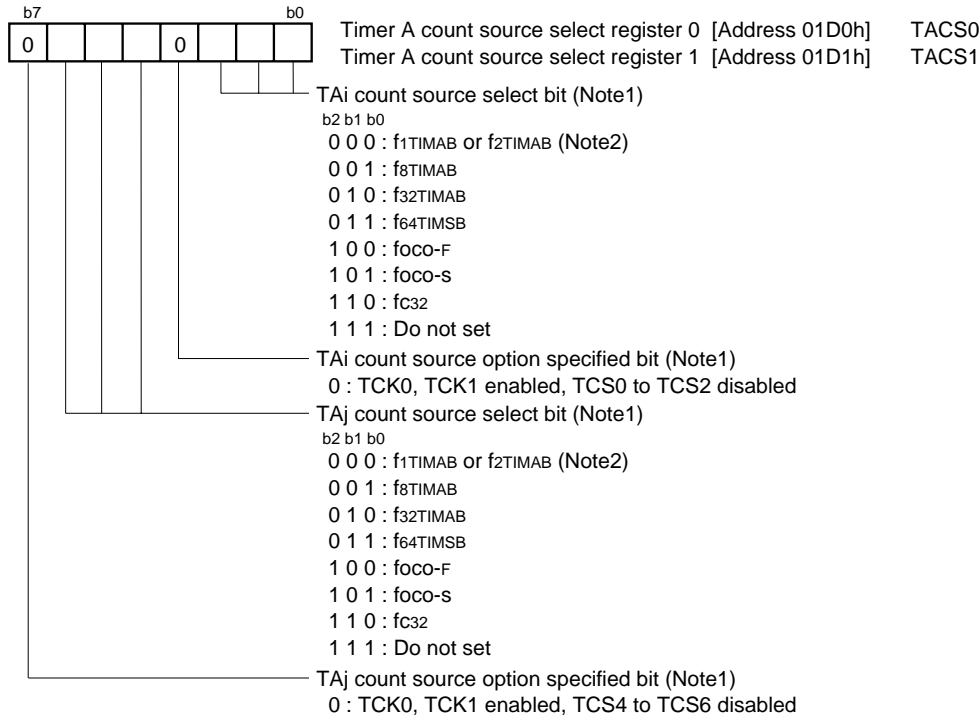 b7 b0
0 0
Timer A count source select register 0 [Address 01D0h] TACS0
Timer A count source select register 1 [Address 01D1h] TACS1
TAi count source select bit (Note1)
b2 b1 b0
0 0 0 : f1TIMAB or f2TIMAB (Note2)
0 0 1 : f8TIMAB
0 1 0 : f32TIMAB
0 1 1 : f64TIMSB
1 0 0 : foco-F
1 0 1 : foco-s
1 1 0 : fc32
1 1 1 : Do not set
TAi count source option specified bit (Note1)
0 : TCK0, TCK1 enabled, TCS0 to TCS2 disabled
TAj count source select bit (Note1)
b2 b1 b0
0 0 0 : f1TIMAB or f2TIMAB (Note2)
0 0 1 : f8TIMAB
0 1 0 : f32TIMAB
0 1 1 : f64TIMSB
1 0 0 : foco-F
1 0 1 : foco-s
1 1 0 : fc32
1 1 1 : Do not set
TAj count source option specified bit (Note1)
0 : TCK0, TCK1 enabled, TCS4 to TCS6 disabled